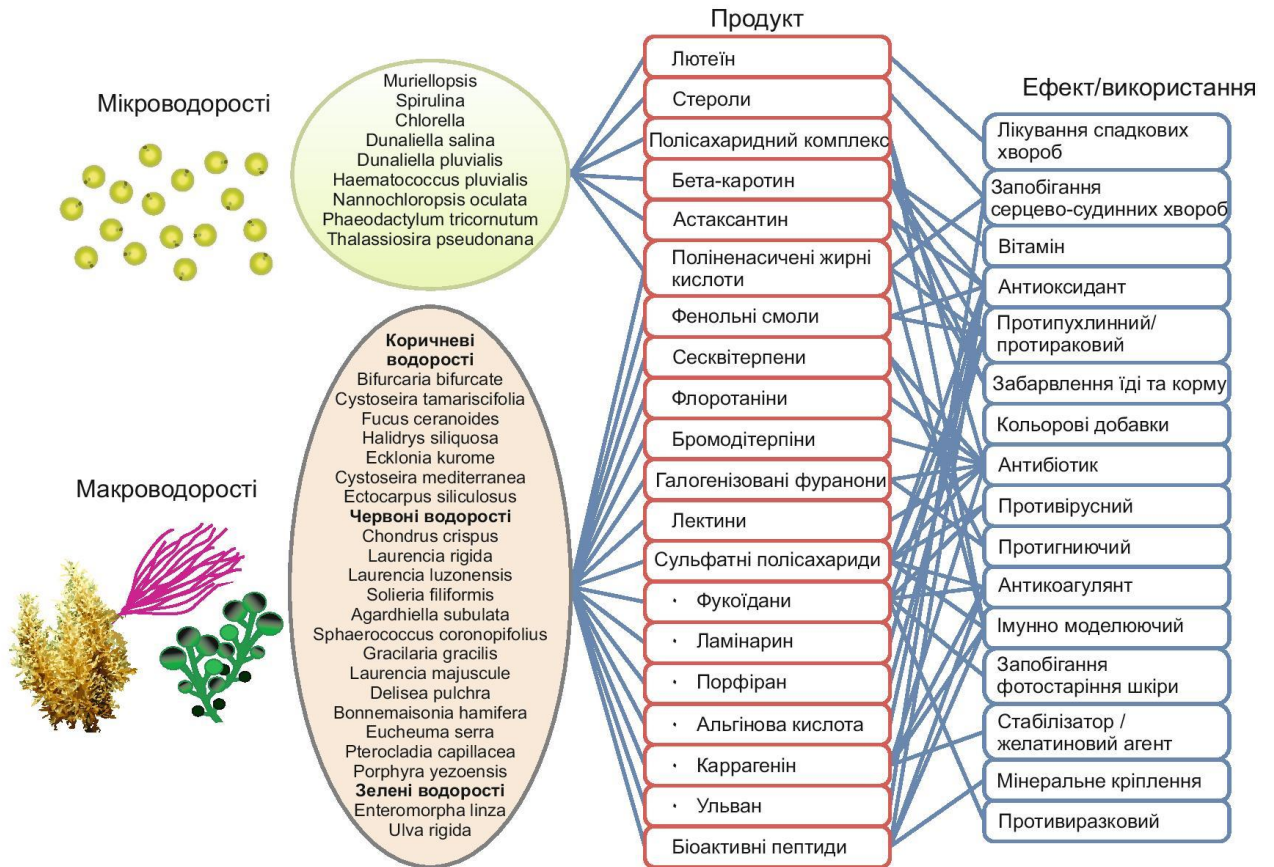 Мікроводорості
Muriellopsis
Spirulina
Chlorella
Dunaliella salina
Dunaliella pluvialis
Haematococcus pluvialis
Nannochloropsis oculata
Phaeodactylum tricornutum
Thalassiosira pseudonana
Макроводорості
Коричневі
водорості
Bifurcaria bifurcate
Cystoseira tamariscifolia
Fucus ceranoides
Halidrys siliquosa
Ecklonia kurome
Cystoseira mediterranea
Ectocarpus siliculosus
Червоні водорості
Chondrus crispus
Laurencia rigida
Laurencia luzonensis
Solieria filiformis
Agardhiella subulata
Sphaerococcus coronopifolius
Gracilaria gracilis
Laurencia majuscule
Delisea pulchra
Bonnemaisonia hamifera
Eucheuma serra
Pterocladia capillacea
Porphyra yezoensis
Зелені водорості
Enteromorpha linza
Ulva rigida
Продукт
Лютеїн
Стероли
Полісахаридний комплекс
Бета-каротин
Астаксантин
Поліненасичені жирні
кислоти
Фенольні смоли
Сесквітерпени
Флоротаніни
Бромодітерпіни
Галогенізовані фуранони
Лектини
Сульфатні полісахариди
· Фукоїдани
· Ламінарин
· Порфіран
· Альгінова кислота
· Каррагенін
· Ульван
Біоактивні пептиди
Ефект/використання
Лікування спадкових
хвороб
Запобігання
серцево-судинних хвороб
Вітамін
Антиоксидант
Протипухлинний/
протираковий
Забарвлення їді та корму
Кольорові добавки
Антибіотик
Противірусний
Протигниючий
Антикоагулянт
Імунно моделюючий
Запобігання
фотостаріння шкіри
Стабілізатор /
желатиновий агент
Мінеральне кріплення
Противиразковий